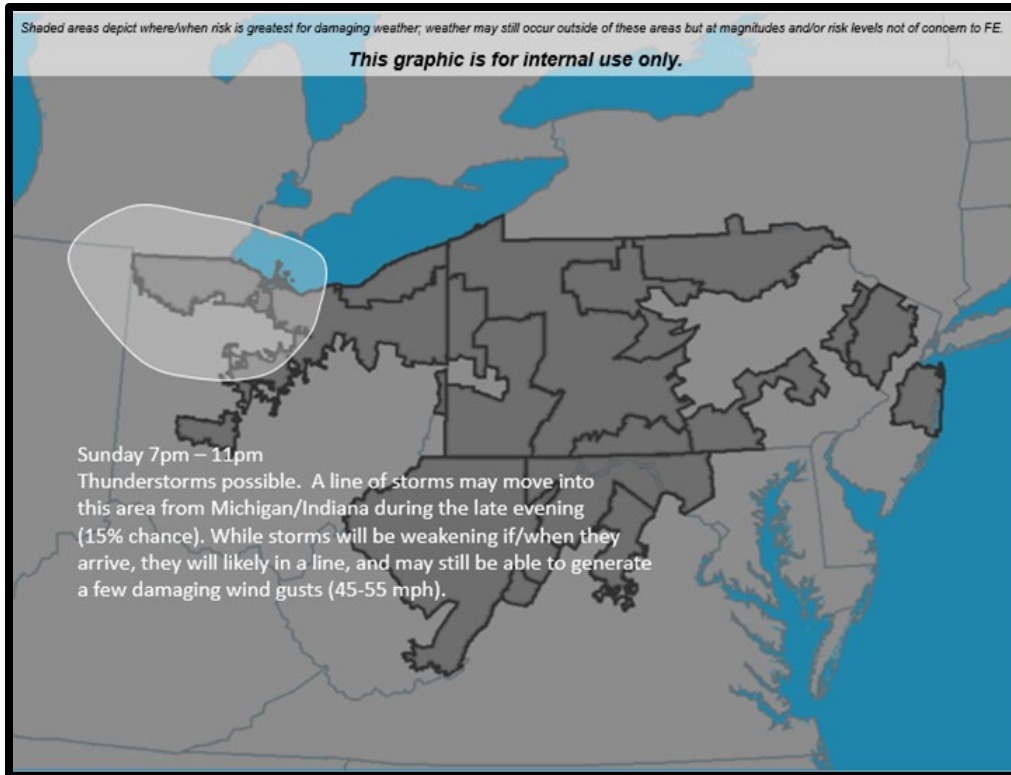 Shaded areas depict where/when risk is greatest for damaging weather; weather may still occur outside of these areas but at magnitudes and/or risk levels not of concern to FE.
This graphic is for internal use only.
Sunday 7pm – 11pm
Thunderstorms possible.  A line of storms may move into
this area from Michigan/Indiana during the late evening
(15% chance). While storms will be weakening if/when they
arrive, they will likely in a line, and may still be able to generate
a few damaging wind gusts (45-55 mph).